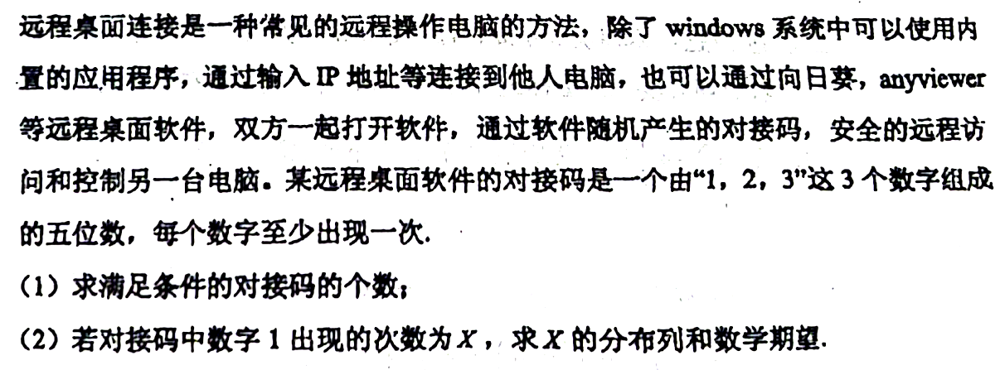 远程桌面连接是一种常见的远程操作电脑的方法，除了 windows 系统中可以使用内
置的应用程序，通过输入 IP 地址等连接到他人电脑，也可以通过向日葵，anyviewer
等远程桌面软件，双方一起打开软件，通过软件随机产生的对接码，安全的远程访
问和控制另一台电脑。某远程桌面软件的对接码是一个由“1，2，3”这 3 个数字组成
的五位数，每个数字至少出现一次.
（1）求满足条件的对接码的个数；
（2）若对接码中数字 1 出现的次数为 X ，求 X 的分布列和数学期望.